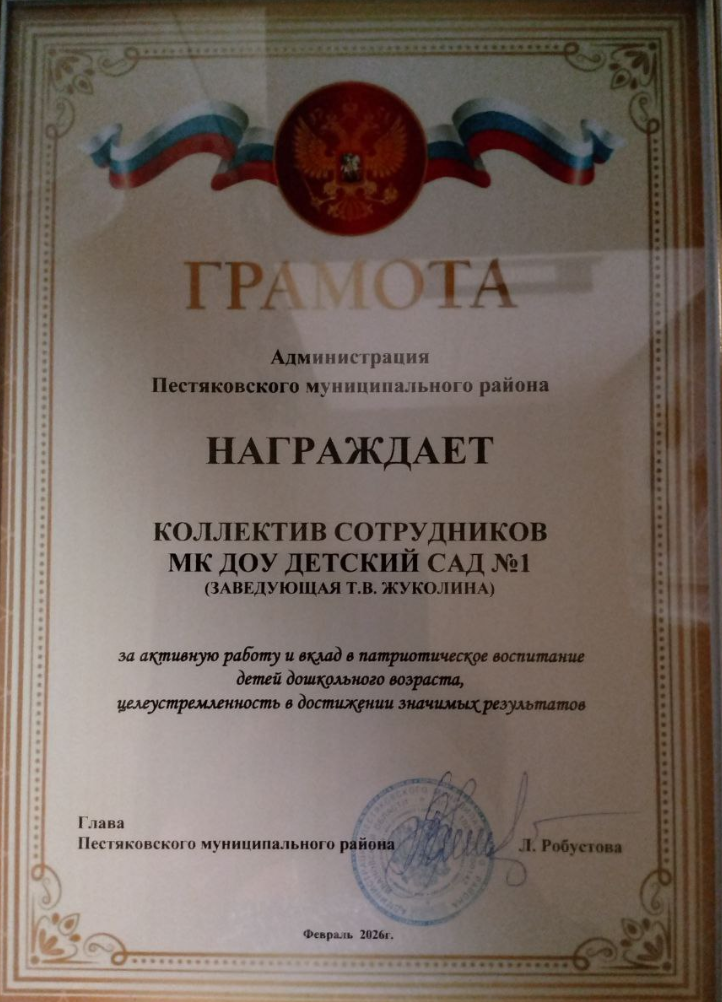 ГРАМОТА
Администрация
Пестяковского муниципального района
НАГРАЖДАЕТ
КОЛЛЕКТИВ СОТРУДНИКОВ
МК ДОУ ДЕТСКИЙ САД №1
(ЗАВЕДУЮЩАЯ Т.В. ЖУКОЛИНА)
за активную работу и вклад в патриотическое воспитание
детей дошкольного возраста,
целеустремленность в достижении значимых результатов
Глава
Пестяковского муниципального района
Л. Робустова
Февраль 2026г.